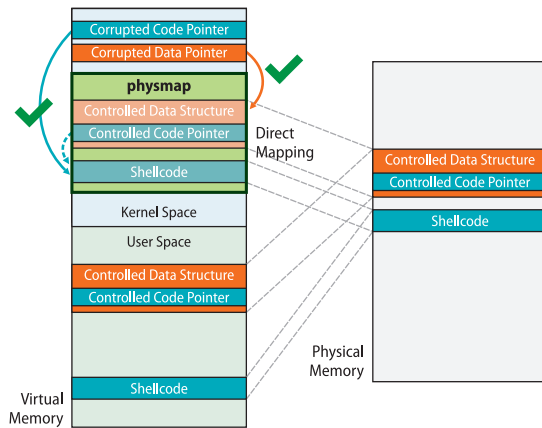 Corrupted Code Pointer
Corrupted Data Pointer
physmap
Controlled Data Structure
Controlled Code Pointer
Shellcode
Direct
Mapping
Kernel Space
User Space
Controlled Data Structure
Controlled Code Pointer
Shellcode
Virtual
Memory
Controlled Data Structure
Controlled Code Pointer
Shellcode
Physical
Memory